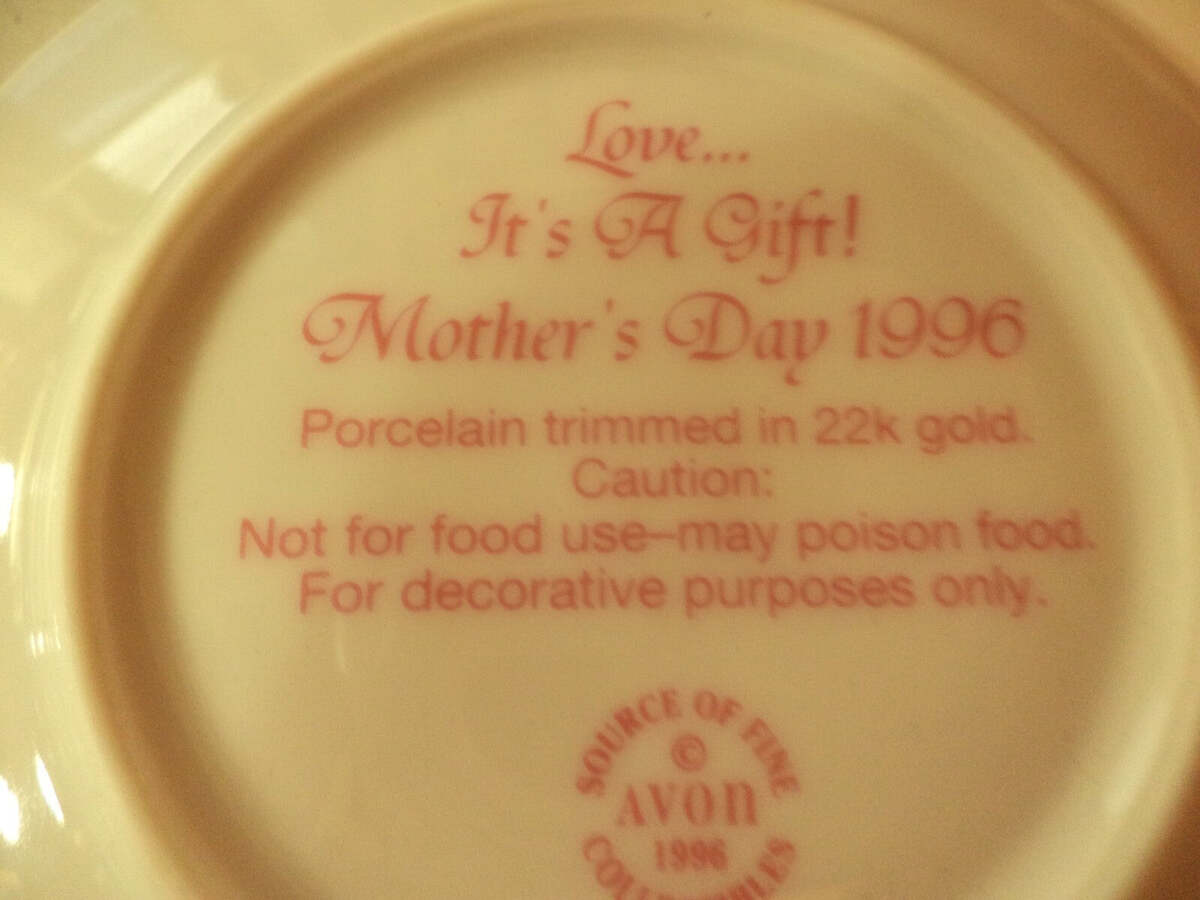 Love...
It's A Gift!
Mother's Day 1996
Porcelain trimmed in 22k gold.
Caution:
Not for food use–may poison food.
For decorative purposes only.
SOURCE OF FINE
©
AVON
1996